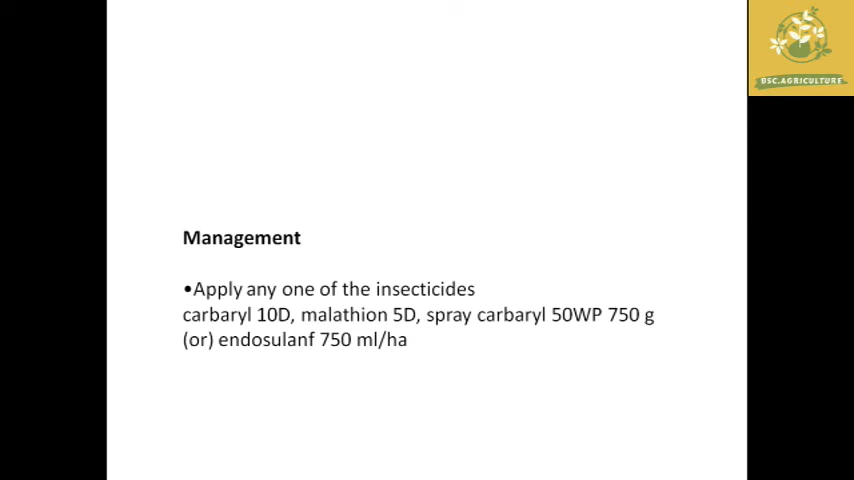 BSC.AGRICULTURE
Management
•Apply any one of the insecticides
carbaryl 10D, malathion 5D, spray carbaryl 50WP 750 g
(or) endosulanf 750 ml/ha